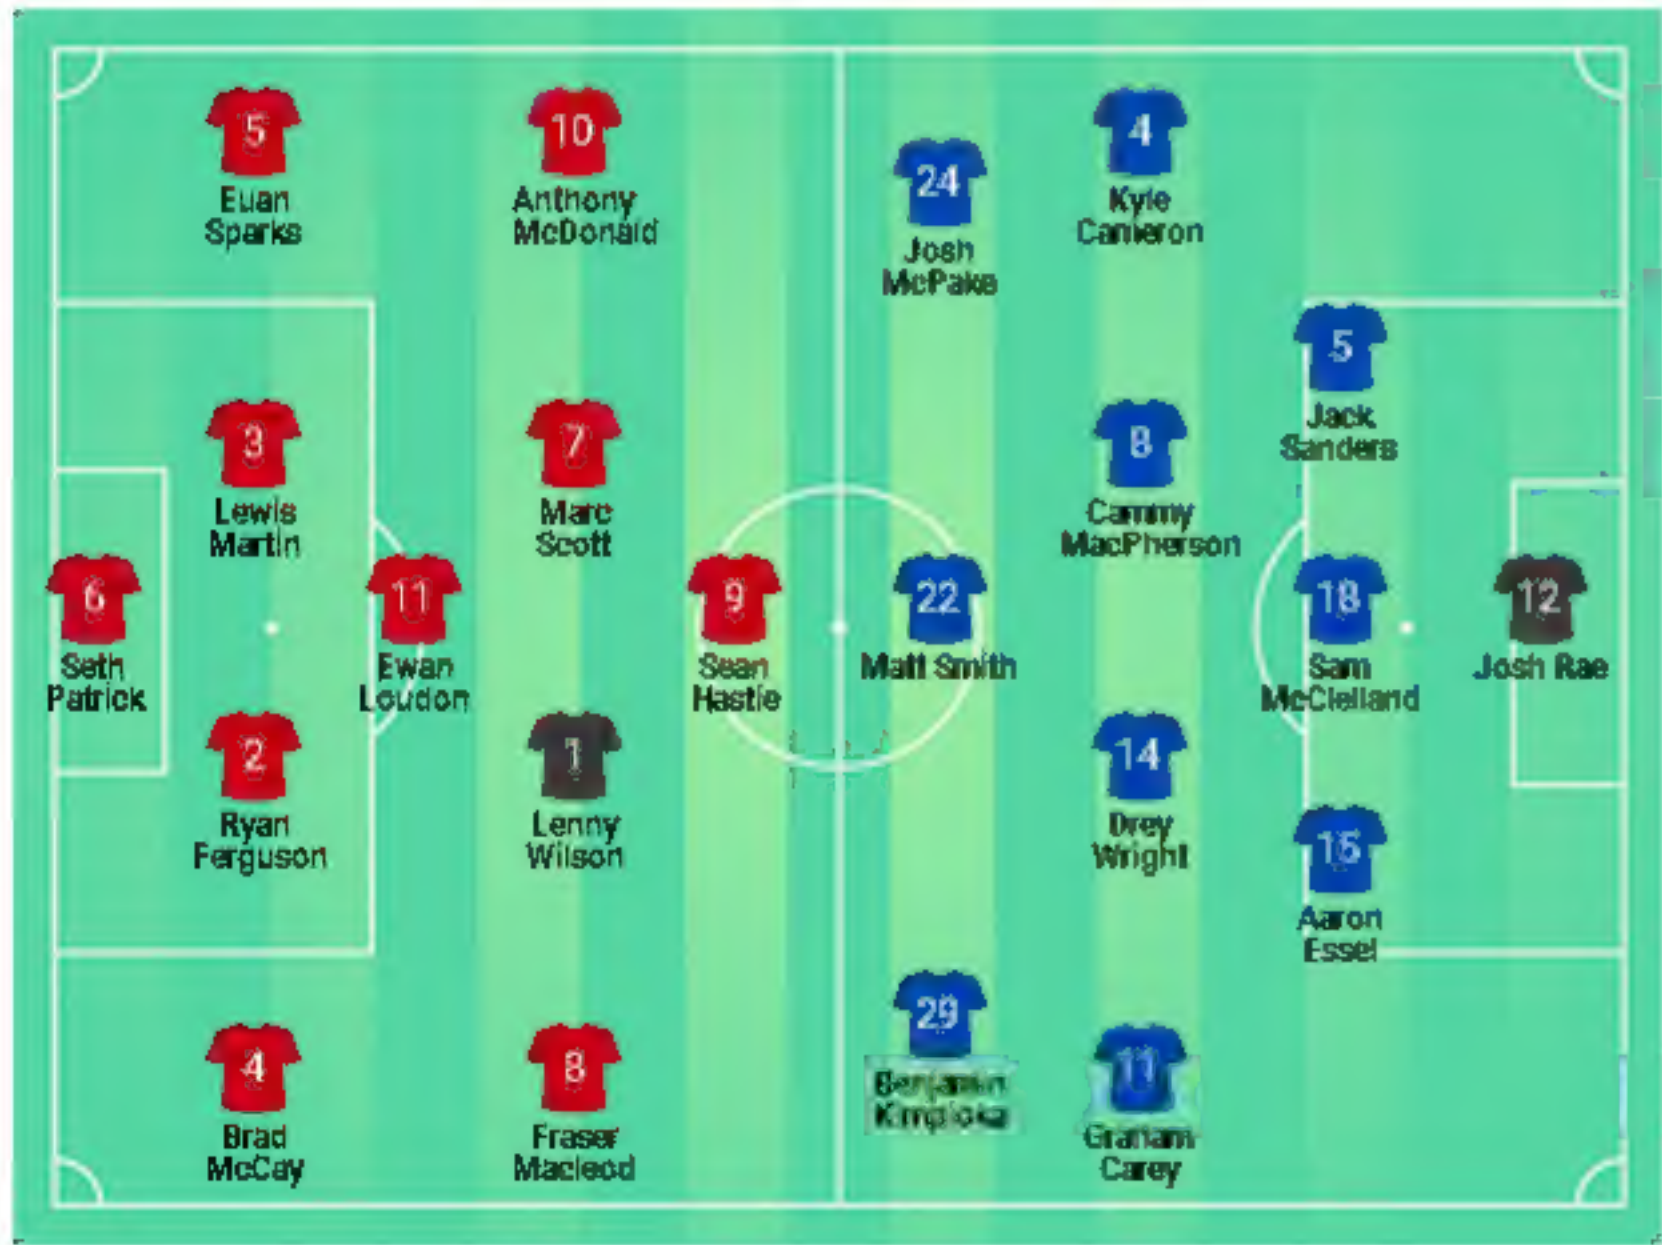 5
Euan
Sparks
10
Anthony
McDonald
24
Josh
McPake
4
Kyle
Cameron
5
Jack
Sanders
3
Lewis
Martin
7
Marc
Scott
8
Cammy
MacPherson
6
Seth
Patrick
11
Ewan
Loudon
9
Sean
Hastie
22
Matt Smith
18
Sam
McClelland
12
Josh Rae
2
Ryan
Ferguson
1
Lenny
Wilson
14
Drey
Wright
15
Aaron
Essel
4
Brad
McCay
8
Fraser
Macleod
29
Benjamin
Kimpioka
11
Graham
Carey